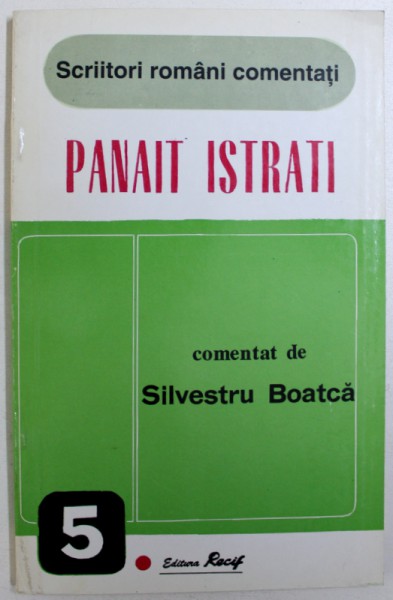 Scriitori români comentați
PANAIT ISTRATI
comentat de
Silvestru Boatcă
5
Editura Recif